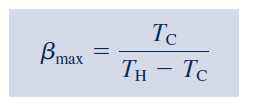 β_max = T_C / (T_H − T_C)